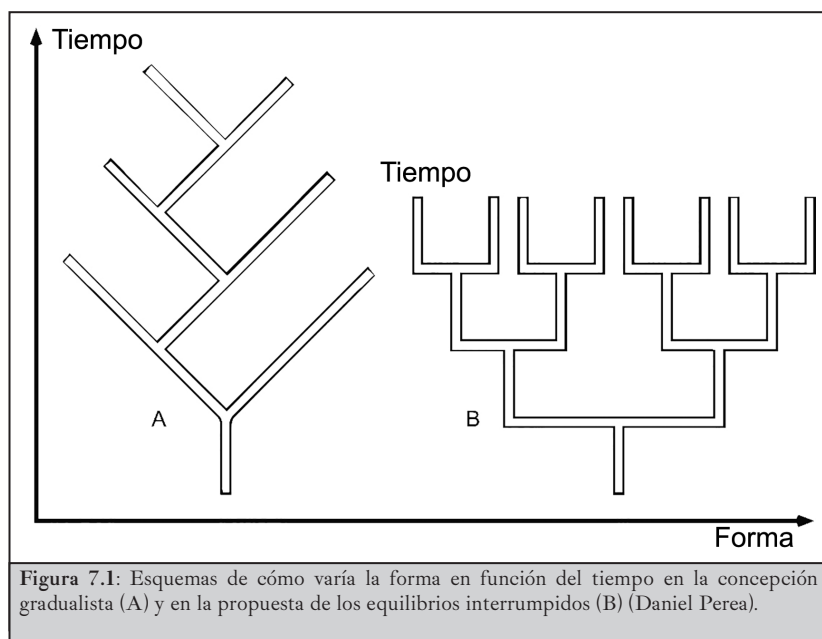 Tiempo
Tiempo
A
B
Forma
Figura 7.1: Esquemas de cómo varía la forma en función del tiempo en la concepción
gradualista (A) y en la propuesta de los equilibrios interrumpidos (B) (Daniel Perea).